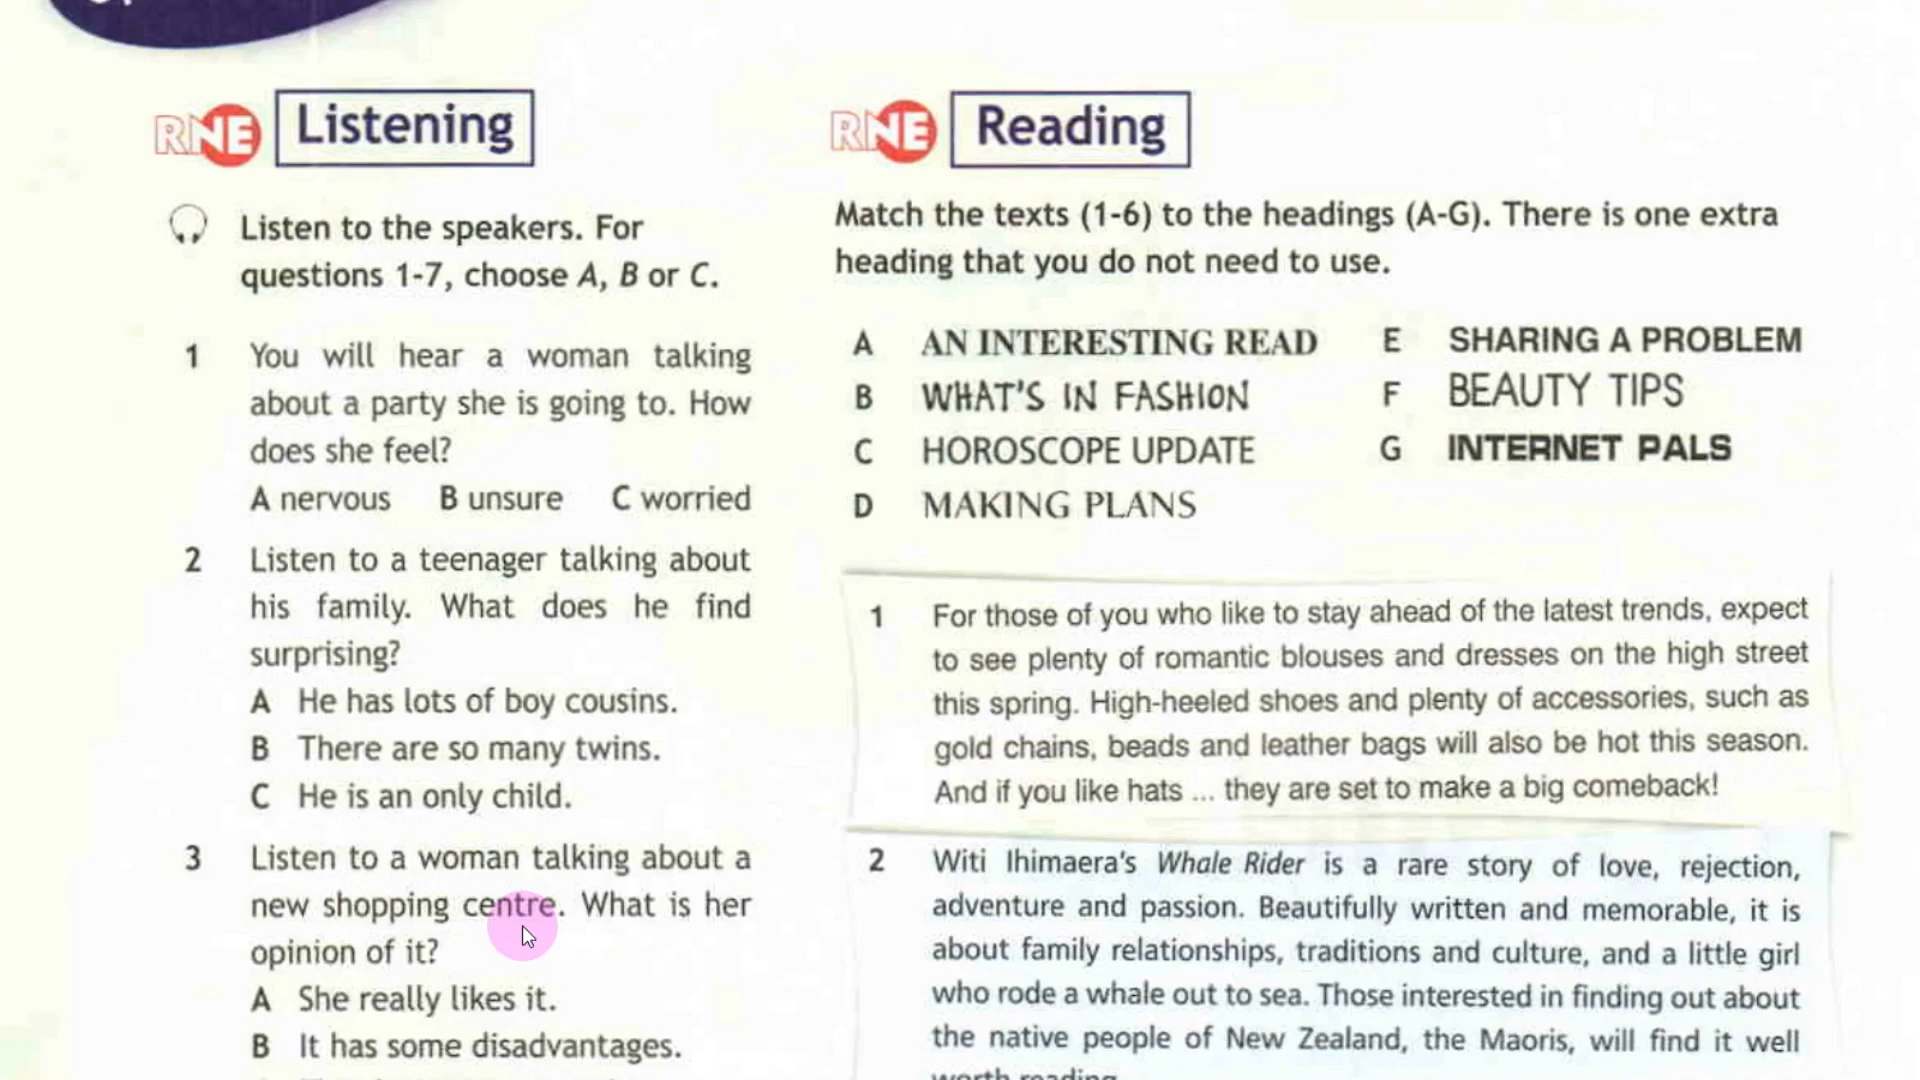 RNE Listening
Listen to the speakers. For
questions 1-7, choose A, B or C.
1 You will hear a woman talking
about a party she is going to. How
does she feel?
A nervous B unsure C worried
2 Listen to a teenager talking about
his family. What does he find
surprising?
A He has lots of boy cousins.
B There are so many twins.
C He is an only child.
3 Listen to a woman talking about a
new shopping centre. What is her
opinion of it?
A She really likes it.
B It has some disadvantages.
RNE Reading
Match the texts (1-6) to the headings (A-G). There is one extra
heading that you do not need to use.
A AN INTERESTING READ
B WHAT'S IN FASHION
C HOROSCOPE UPDATE
D MAKING PLANS
E SHARING A PROBLEM
F BEAUTY TIPS
G INTERNET PALS
1 For those of you who like to stay ahead of the latest trends, expect
to see plenty of romantic blouses and dresses on the high street
this spring. High-heeled shoes and plenty of accessories, such as
gold chains, beads and leather bags will also be hot this season.
And if you like hats ... they are set to make a big comeback!
2 Witi Ihimaera's Whale Rider is a rare story of love, rejection,
adventure and passion. Beautifully written and memorable, it is
about family relationships, traditions and culture, and a little girl
who rode a whale out to sea. Those interested in finding out about
the native people of New Zealand, the Maoris, will find it well
worth reading.